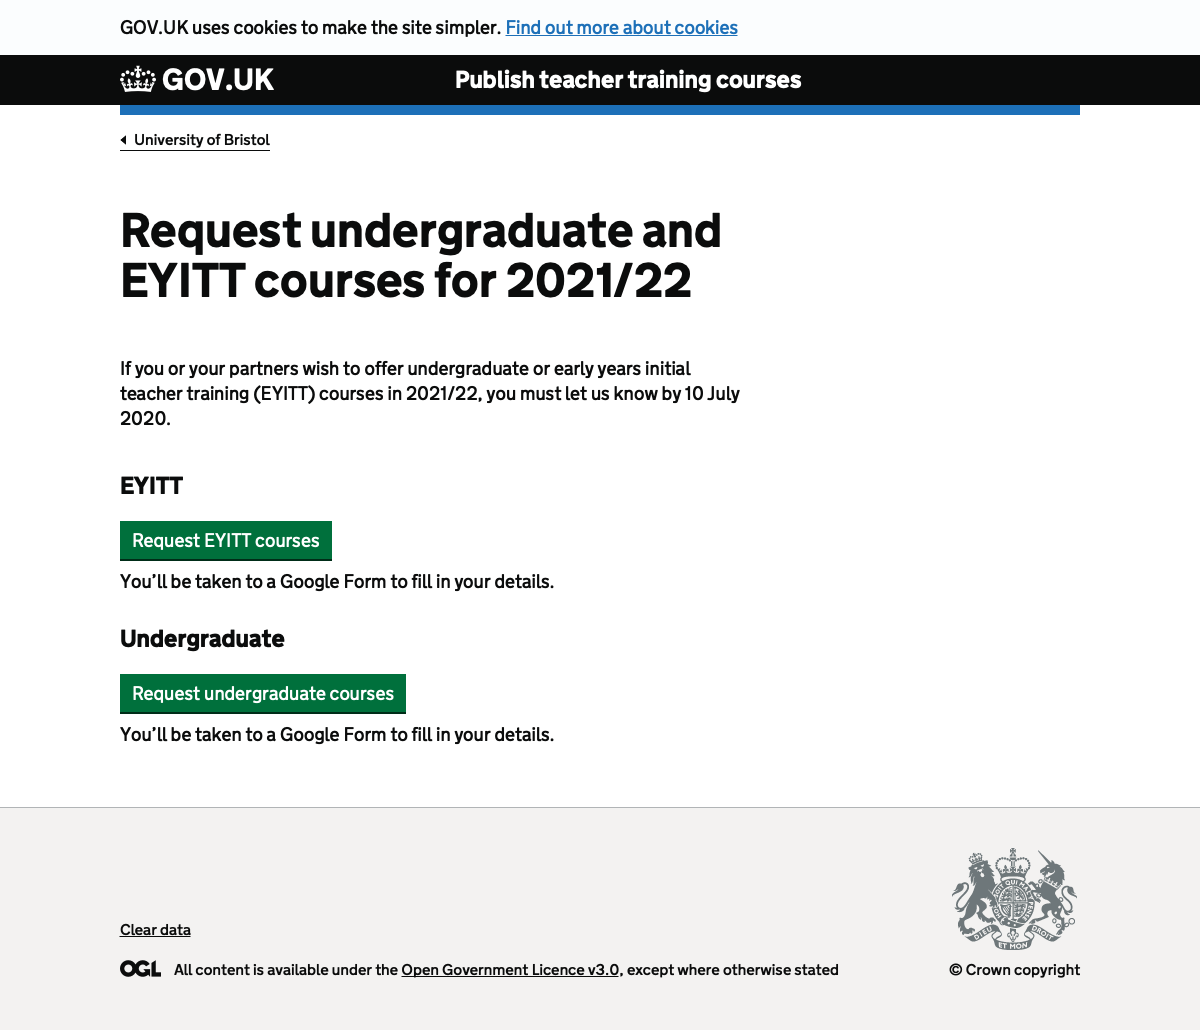 GOV.UK uses cookies to make the site simpler. Find out more about cookies
GOV.UK
Publish teacher training courses
University of Bristol
Request undergraduate and
EYITT courses for 2021/22
If you or your partners wish to offer undergraduate or early years initial
teacher training (EYITT) courses in 2021/22, you must let us know by 10 July
2020.
EYITT
Request EYITT courses
You’ll be taken to a Google Form to fill in your details.
Undergraduate
Request undergraduate courses
You’ll be taken to a Google Form to fill in your details.
Clear data
OGL All content is available under the Open Government Licence v3.0, except where otherwise stated
DIEU ET MON DROIT
© Crown copyright